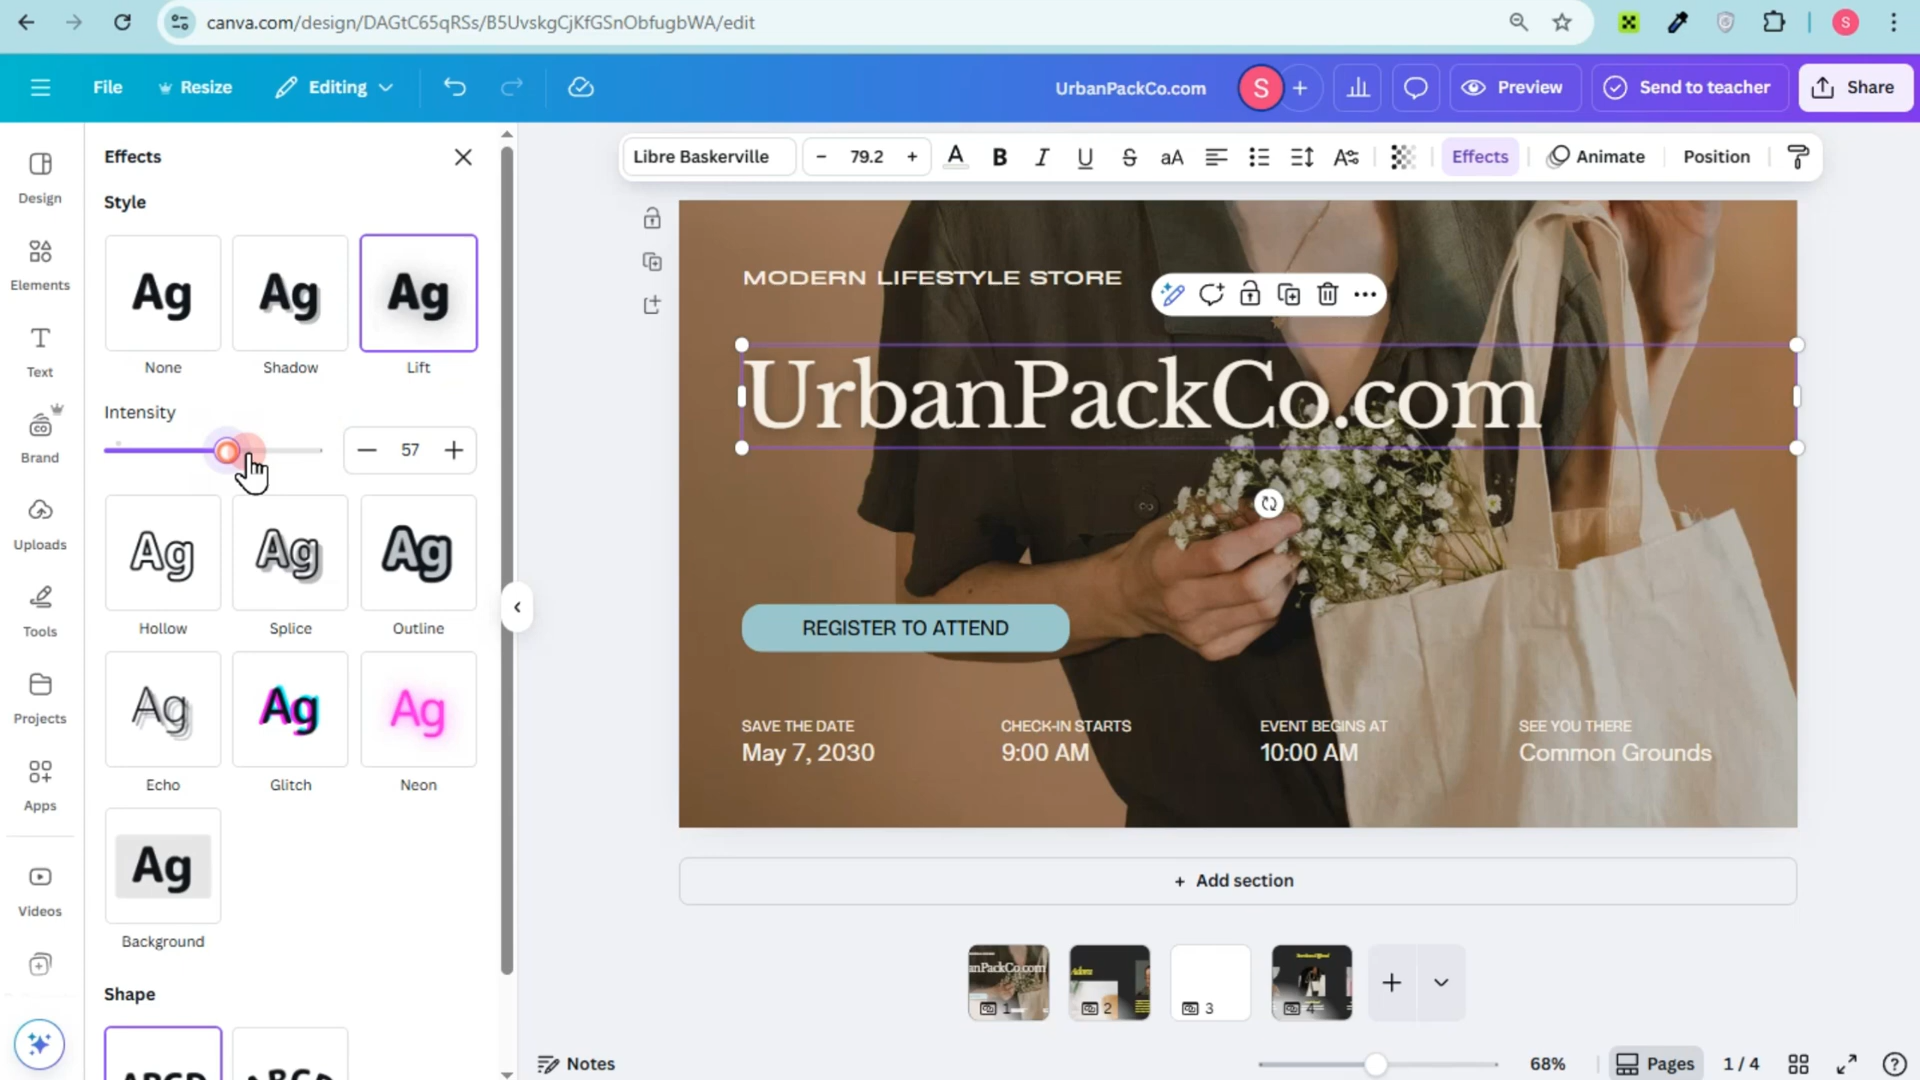 canva.com/design/DAGtC65qRSs/B5UvskgCjKfGSnObfugbWA/edit
S
File
Resize
Editing
UrbanPackCo.com
S
Preview
Send to teacher
Share
Effects
Libre Baskerville
79.2
A
B
I
U
S
aA
Effects
Animate
Position
Design
Elements
Text
Brand
Uploads
Tools
Projects
Apps
Videos
Style
Ag
Ag
Ag
None
Shadow
Lift
Intensity
57
Ag
Ag
Ag
Hollow
Splice
Outline
Ag
Ag
Ag
Echo
Glitch
Neon
Ag
Background
Shape
MODERN LIFESTYLE STORE
UrbanPackCo.com
REGISTER TO ATTEND
SAVE THE DATE
May 7, 2030
CHECK-IN STARTS
9:00 AM
EVENT BEGINS AT
10:00 AM
SEE YOU THERE
Common Grounds
+ Add section
1
2
3
4
Notes
68%
Pages
1 / 4